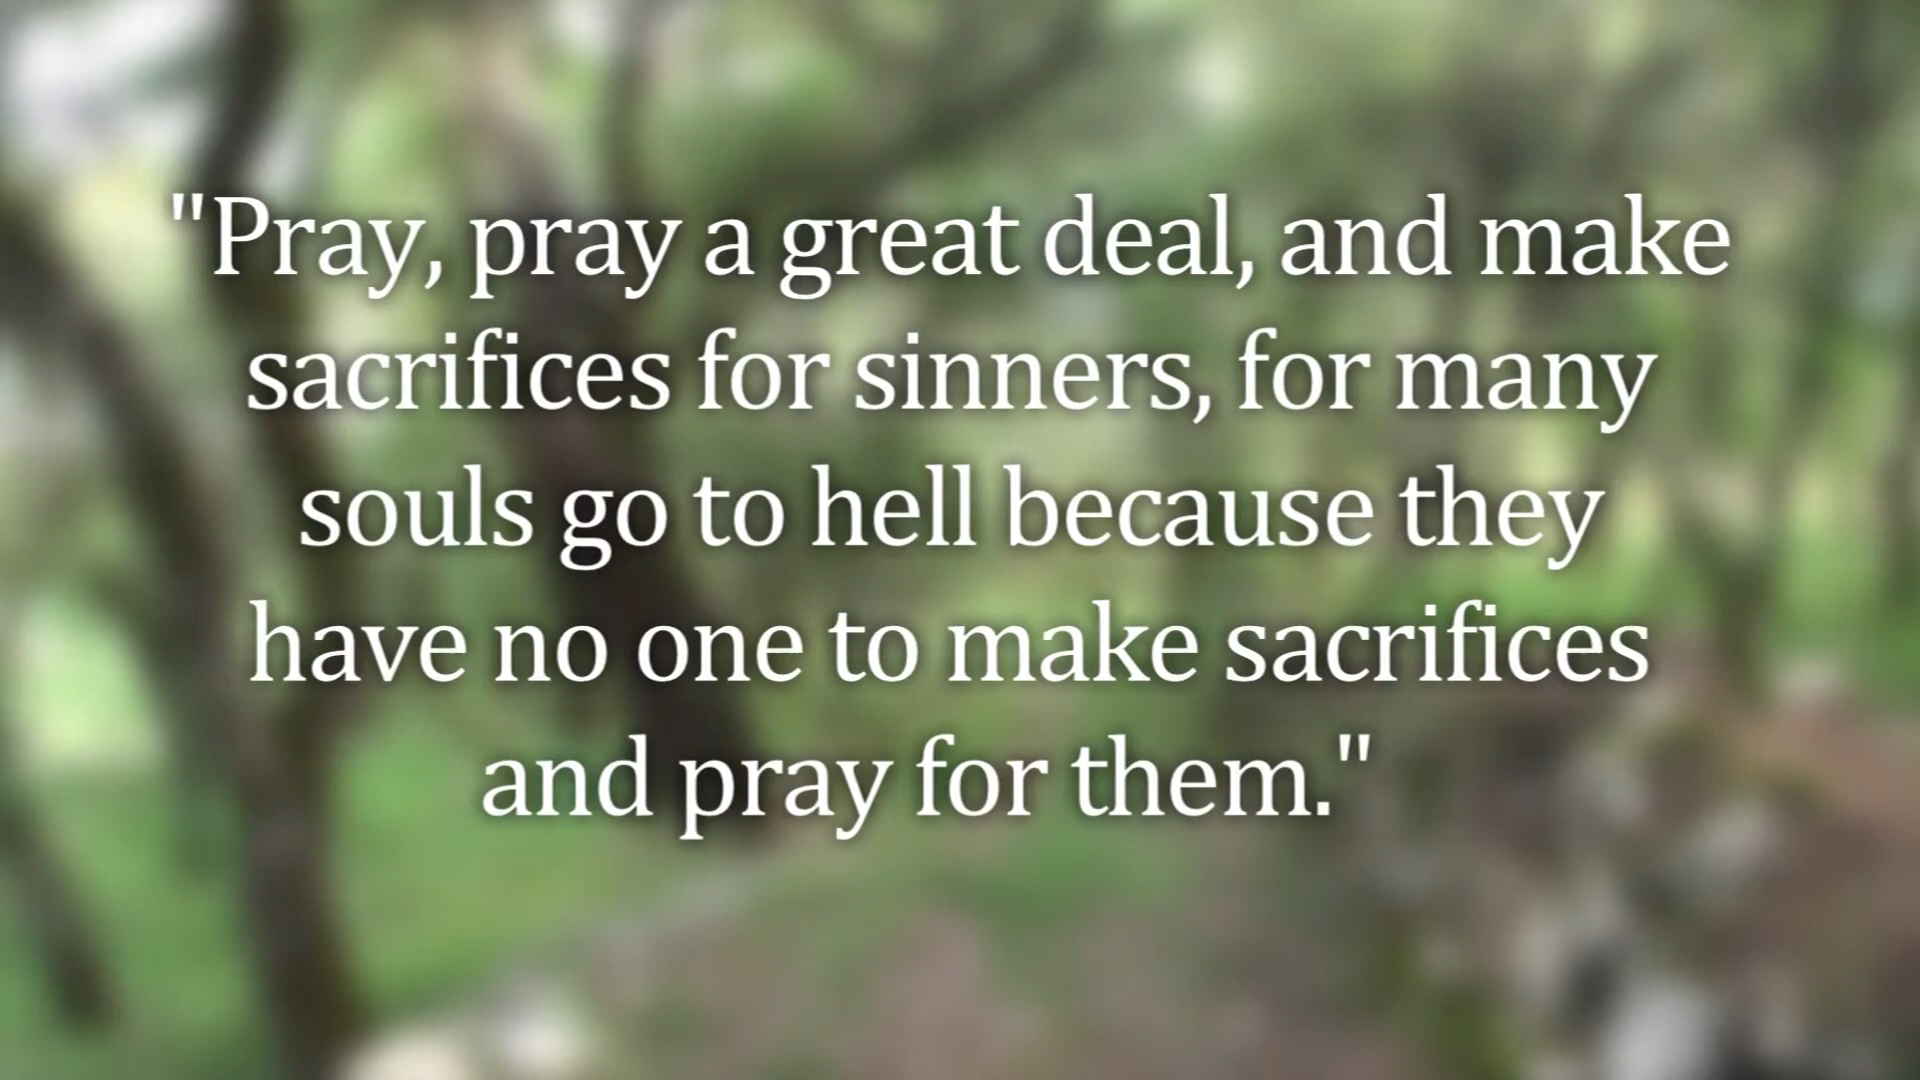 "Pray, pray a great deal, and make
sacrifices for sinners, for many
souls go to hell because they
have no one to make sacrifices
and pray for them."